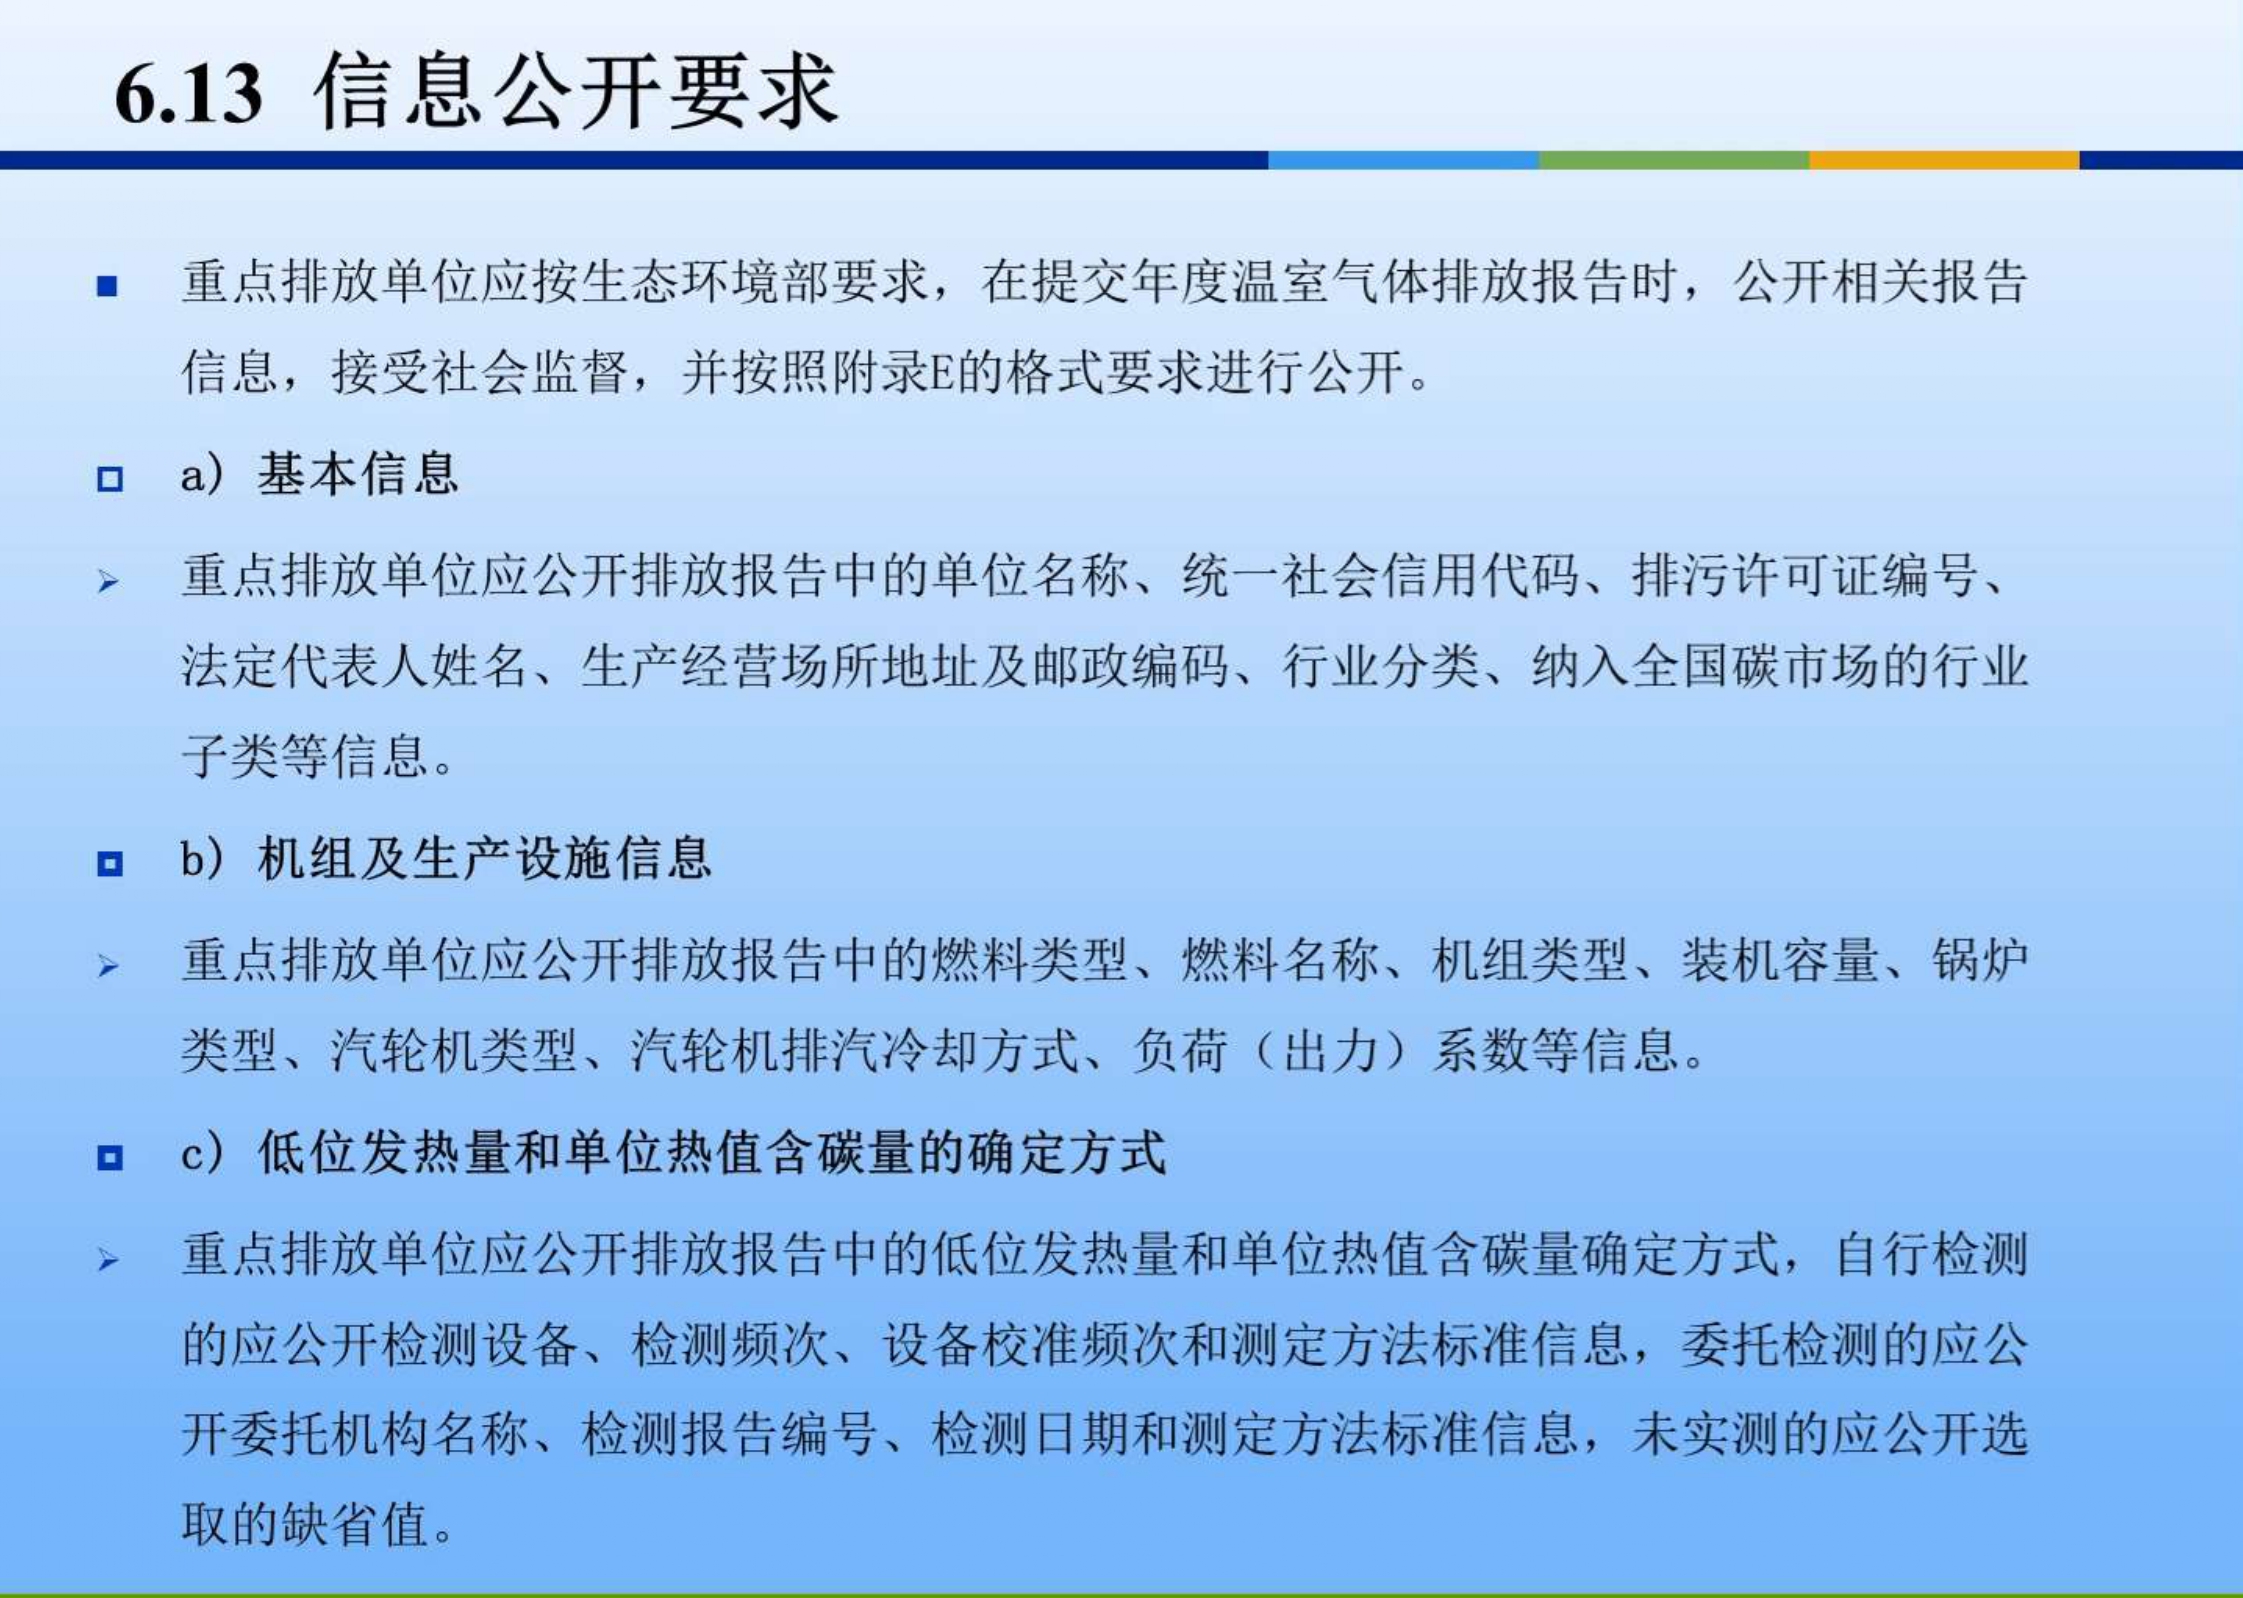 6.13 信息公开要求
重点排放单位应按生态环境部要求，在提交年度温室气体排放报告时，公开相关报告
信息，接受社会监督，并按照附录E的格式要求进行公开。
a）基本信息
重点排放单位应公开排放报告中的单位名称、统一社会信用代码、排污许可证编号、
法定代表人姓名、生产经营场所地址及邮政编码、行业分类、纳入全国碳市场的行业
子类等信息。
b）机组及生产设施信息
重点排放单位应公开排放报告中的燃料类型、燃料名称、机组类型、装机容量、锅炉
类型、汽轮机类型、汽轮机排汽冷却方式、负荷（出力）系数等信息。
c）低位发热量和单位热值含碳量的确定方式
重点排放单位应公开排放报告中的低位发热量和单位热值含碳量确定方式，自行检测
的应公开检测设备、检测频次、设备校准频次和测定方法标准信息，委托检测的应公
开委托机构名称、检测报告编号、检测日期和测定方法标准信息，未实测的应公开选
取的缺省值。